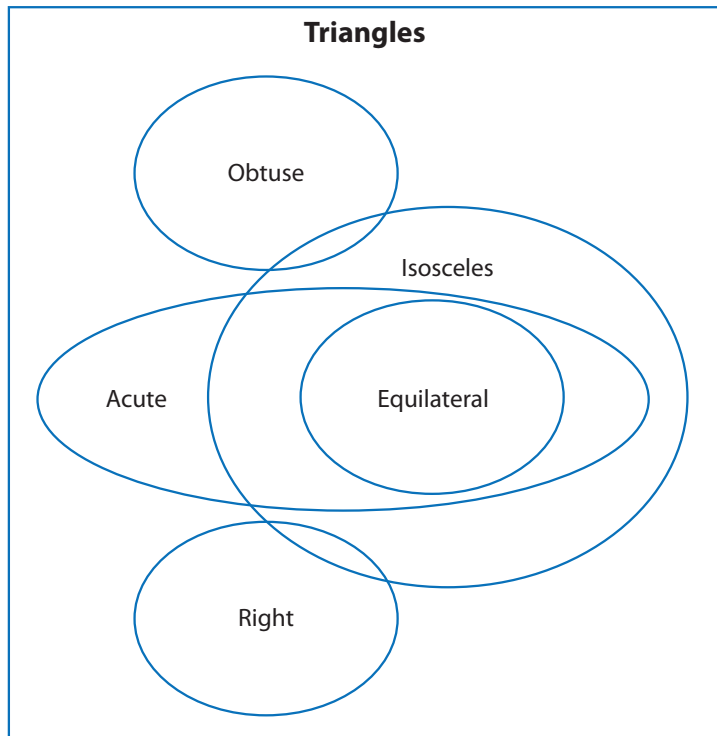 Triangles
Obtuse
Isosceles
Acute
Equilateral
Right